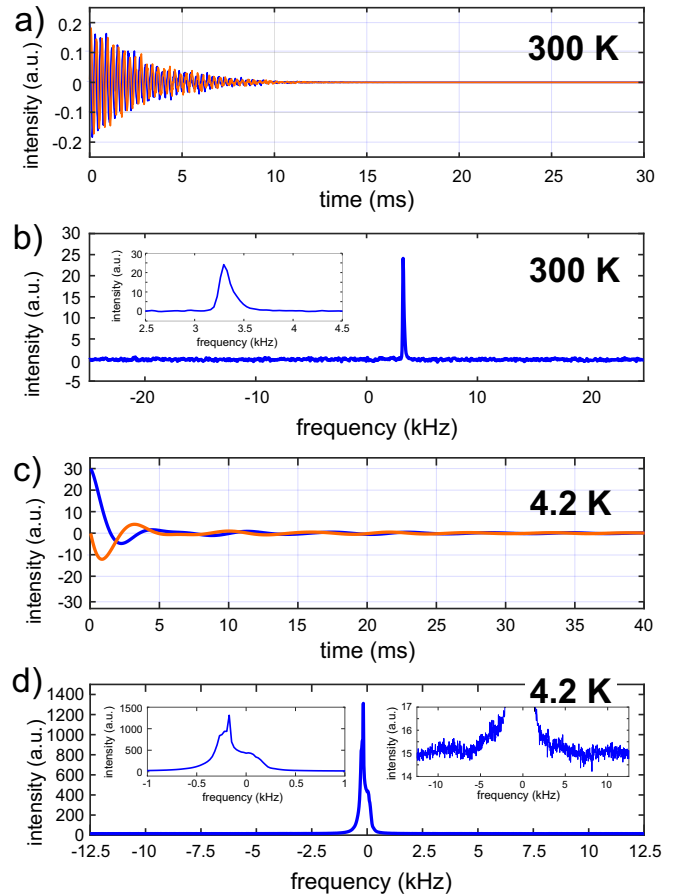 a)
0.2
0.1
0
-0.1
-0.2
intensity (a.u.)
300 K
0 5 10 15 20 25 30
time (ms)
b)
30
25
20
15
10
5
0
-5
intensity (a.u.)
300 K
30
20
10
0
intensity (a.u.)
2.5 3 3.5 4 4.5
frequency (kHz)
-20 -10 0 10 20
frequency (kHz)
c)
30
20
10
0
-10
-20
-30
intensity (a.u.)
4.2 K
0 5 10 15 20 25 30 35 40
time (ms)
d)
1400
1200
1000
800
600
400
200
0
intensity (a.u.)
4.2 K
1500
1000
500
0
intensity (a.u.)
-1 -0.5 0 0.5 1
frequency (kHz)
17
16
15
14
intensity (a.u.)
-10 -5 0 5 10
frequency (kHz)
-12.5 -10 -7.5 -5 -2.5 0 2.5 5 7.5 10 12.5
frequency (kHz)